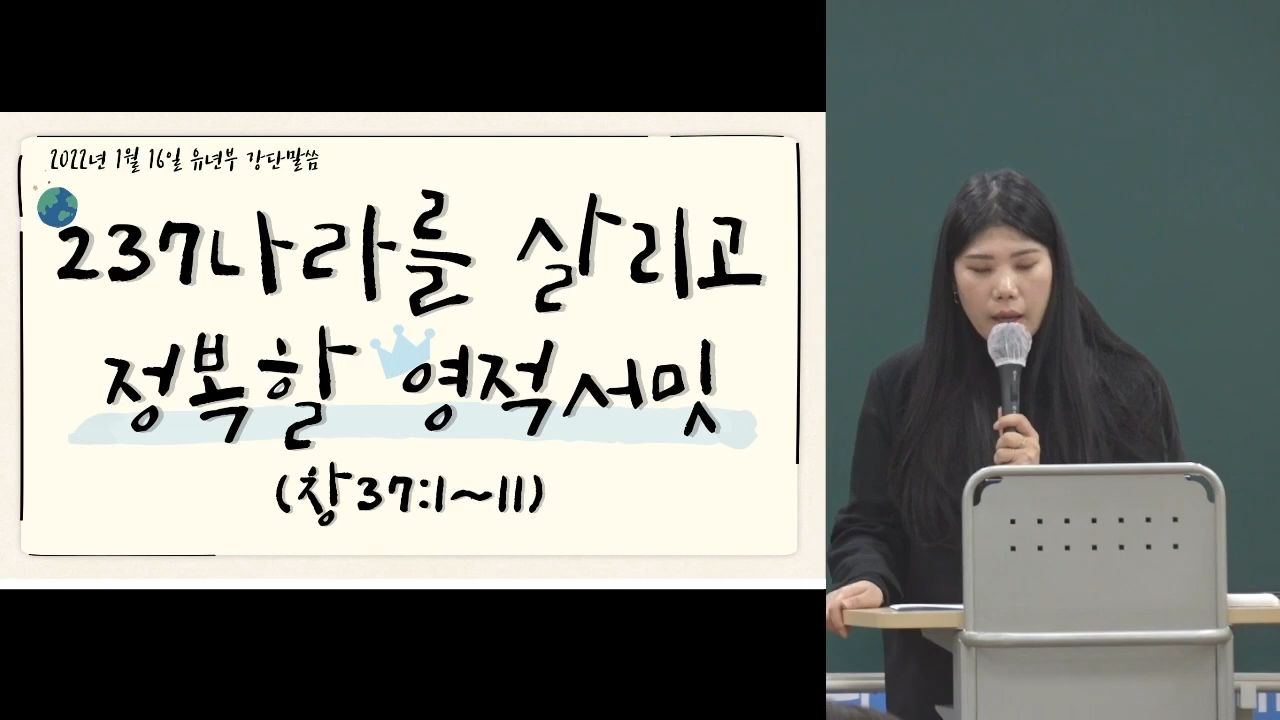 2022년 1월 16일 유년부 강단말씀
237나라를 살리고
정복할 영적서밋
(창37:1~11)